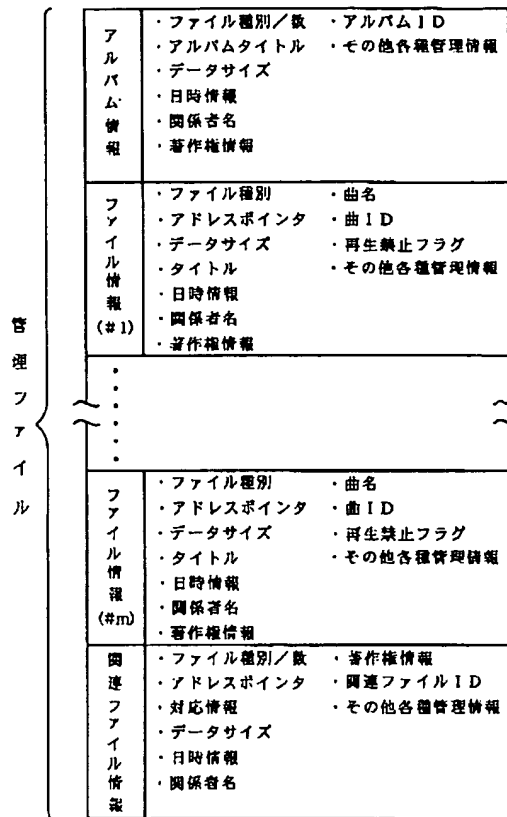 管理ファイル
アルバム情報
・ファイル種別／数 ・アルバムＩＤ
・アルバムタイトル ・その他各種管理情報
・データサイズ
・日時情報
・関係者名
・著作権情報
ファイル情報(＃1)
・ファイル種別 ・曲名
・アドレスポインタ ・曲ＩＤ
・データサイズ ・再生禁止フラグ
・タイトル ・その他各種管理情報
・日時情報
・関係者名
・著作権情報
ファイル情報(#m)
・ファイル種別 ・曲名
・アドレスポインタ ・曲ＩＤ
・データサイズ ・再生禁止フラグ
・タイトル ・その他各種管理情報
・日時情報
・関係者名
・著作権情報
関連ファイル情報
・ファイル種別／数 ・著作権情報
・アドレスポインタ ・関連ファイルＩＤ
・対応情報 ・その他各種管理情報
・データサイズ
・日時情報
・関係者名